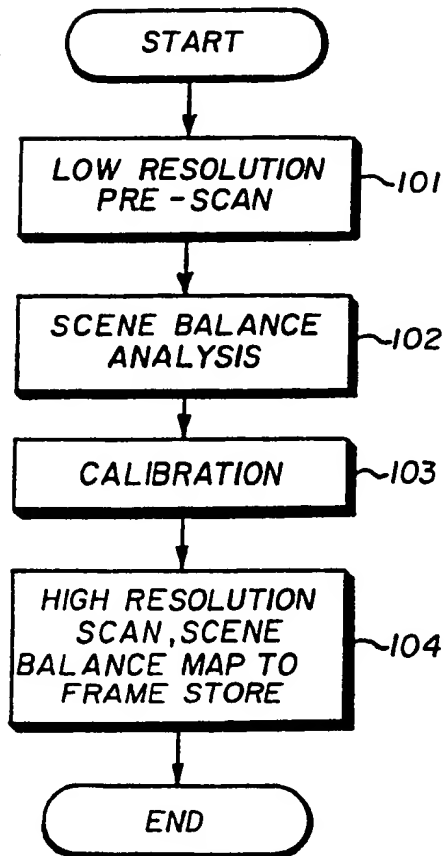 START
LOW RESOLUTION
PRE-SCAN
101
SCENE BALANCE
ANALYSIS
102
CALIBRATION
103
HIGH RESOLUTION
SCAN, SCENE
BALANCE MAP TO
FRAME STORE
104
END